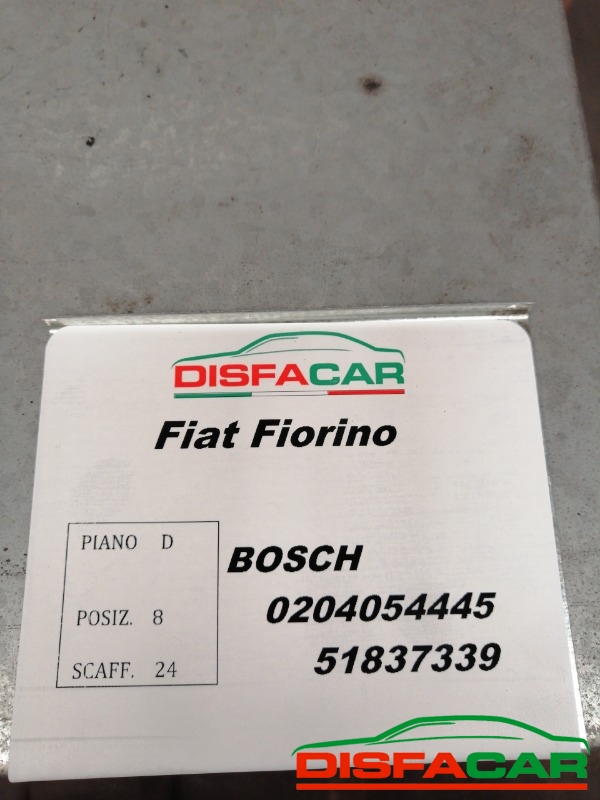 DISFACAR
Fiat Fiorino
PIANO D
POSIZ. 8
SCAFF. 24
BOSCH
0204054445
51837339
DISFACAR